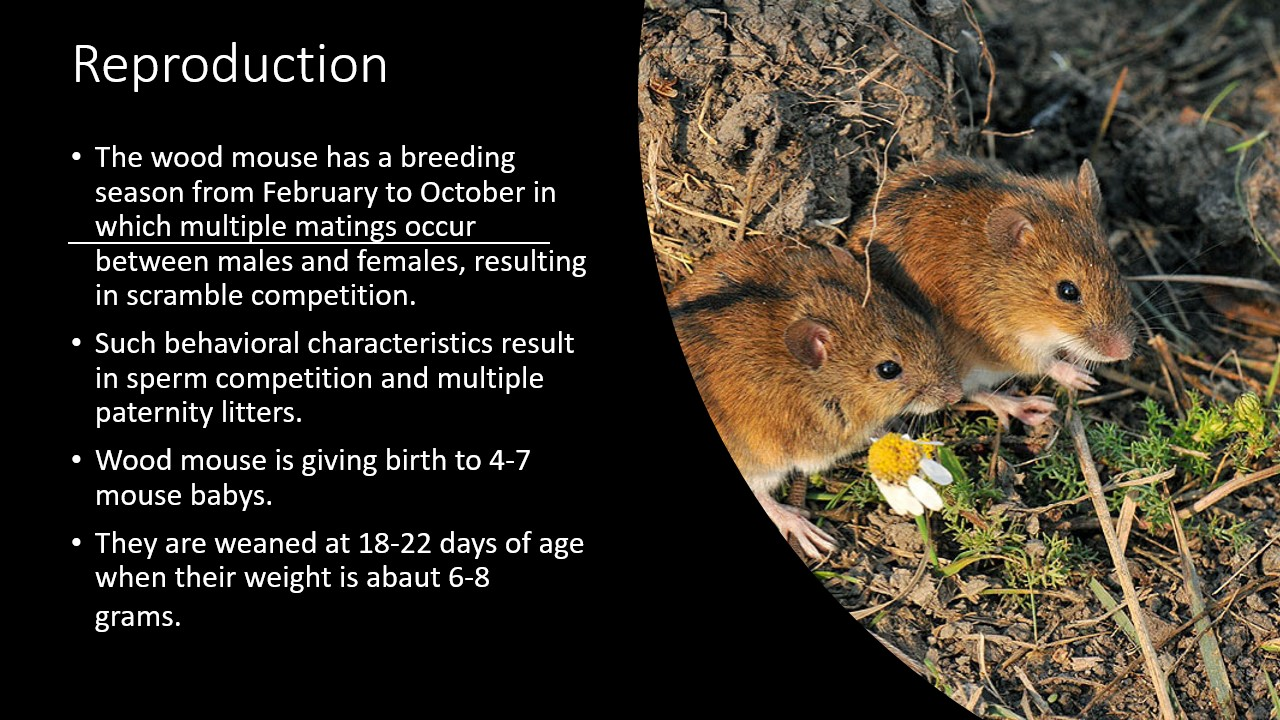 Reproduction
• The wood mouse has a breeding
season from February to October in
which multiple matings occur
between males and females, resulting
in scramble competition.
• Such behavioral characteristics result
in sperm competition and multiple
paternity litters.
• Wood mouse is giving birth to 4-7
mouse babys.
• They are weaned at 18-22 days of age
when their weight is abaut 6-8
grams.